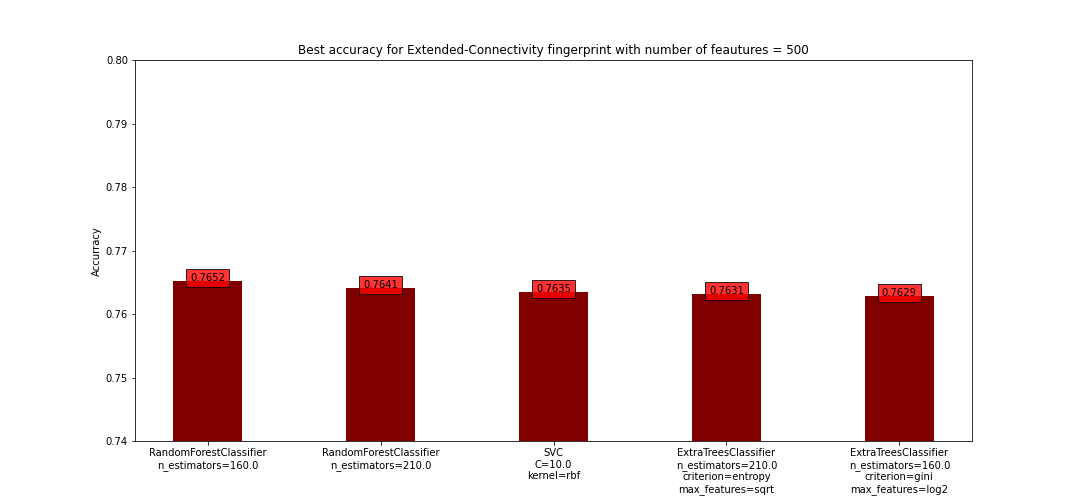 Best accuracy for Extended-Connectivity fingerprint with number of feautures = 500
Accurracy
0.80
0.79
0.78
0.77
0.76
0.75
0.74
0.7652
0.7641
0.7635
0.7631
0.7629
RandomForestClassifier
n_estimators=160.0
RandomForestClassifier
n_estimators=210.0
SVC
C=10.0
kernel=rbf
ExtraTreesClassifier
n_estimators=210.0
criterion=entropy
max_features=sqrt
ExtraTreesClassifier
n_estimators=160.0
criterion=gini
max_features=log2